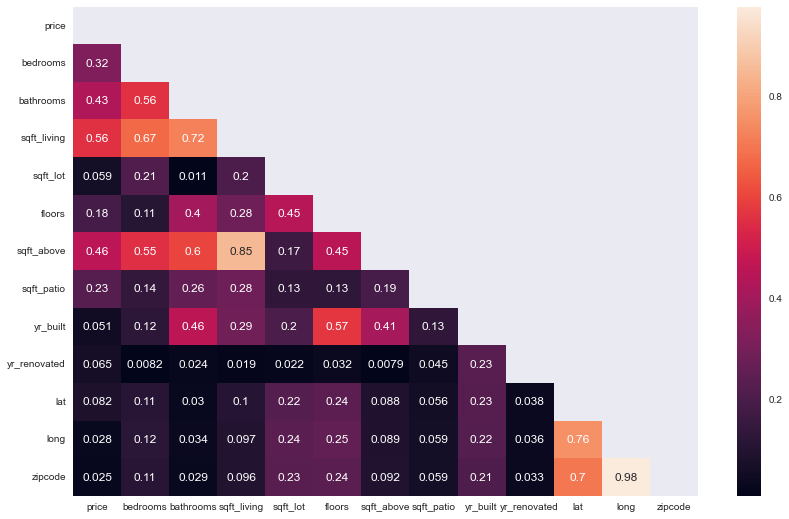 price
bedrooms 0.32
bathrooms 0.43 0.56
sqft_living 0.56 0.67 0.72
sqft_lot 0.059 0.21 0.011 0.2
floors 0.18 0.11 0.4 0.28 0.45
sqft_above 0.46 0.55 0.6 0.85 0.17 0.45
sqft_patio 0.23 0.14 0.26 0.28 0.13 0.13 0.19
yr_built 0.051 0.12 0.46 0.29 0.2 0.57 0.41 0.13
yr_renovated 0.065 0.0082 0.024 0.019 0.022 0.032 0.0079 0.045 0.23
lat 0.082 0.11 0.03 0.1 0.22 0.24 0.088 0.056 0.23 0.038
long 0.028 0.12 0.034 0.097 0.24 0.25 0.089 0.059 0.22 0.036 0.76
zipcode 0.025 0.11 0.029 0.096 0.23 0.24 0.092 0.059 0.21 0.033 0.7 0.98
price bedrooms bathrooms sqft_living sqft_lot floors sqft_above sqft_patio yr_built yr_renovated lat long zipcode
0.8
0.6
0.4
0.2